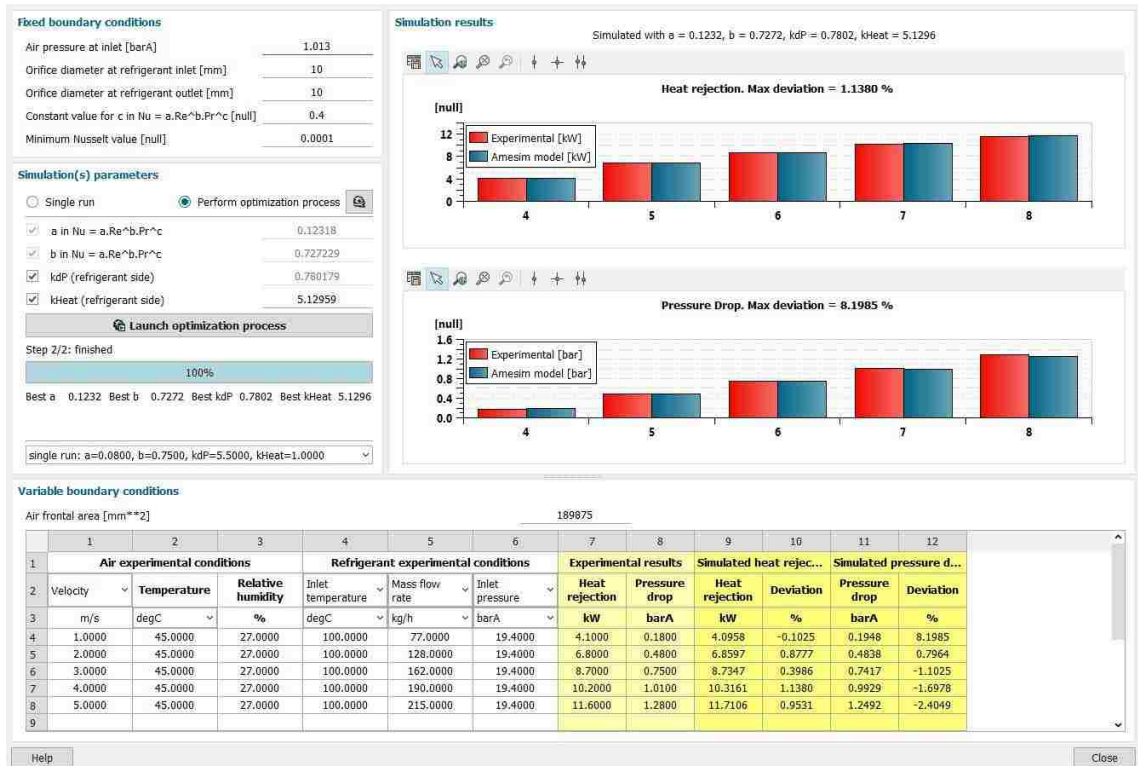 Fixed boundary conditions
Air pressure at inlet [barA] 1.013
Orifice diameter at refrigerant inlet [mm] 10
Orifice diameter at refrigerant outlet [mm] 10
Constant value for c in Nu = a.Re^b.Pr^c [null] 0.4
Minimum Nusselt value [null] 0.0001
Simulation(s) parameters
Single run Perform optimization process
a in Nu = a.Re^b.Pr^c 0.12318
b in Nu = a.Re^b.Pr^c 0.727229
kdP (refrigerant side) 0.780179
kHeat (refrigerant side) 5.12959
Launch optimization process
Step 2/2: finished
100%
Best a 0.1232 Best b 0.7272 Best kdP 0.7802 Best kHeat 5.1296
single run: a=0.0800, b=0.7500, kdP=5.5000, kHeat=1.0000
Simulation results
Simulated with a = 0.1232, b = 0.7272, kdP = 0.7802, kHeat = 5.1296
Heat rejection. Max deviation = 1.1380 %
[null]
12
8
4
0
Experimental [kW]
Amesim model [kW]
4 5 6 7 8
Pressure Drop. Max deviation = 8.1985 %
[null]
1.6
1.2
0.8
0.4
0.0
Experimental [bar]
Amesim model [bar]
4 5 6 7 8
Variable boundary conditions
Air frontal area [mm**2] 189875
1 2 3 4 5 6 7 8 9 10 11 12
1 Air experimental conditions Refrigerant experimental conditions Experimental results Simulated heat rejec... Simulated pressure d...
2 Velocity Temperature Relative humidity Inlet temperature Mass flow rate Inlet pressure Heat rejection Pressure drop Heat rejection Deviation Pressure drop Deviation
3 m/s degC % degC kg/h barA kW barA kW % barA %
4 1.0000 45.0000 27.0000 100.0000 77.0000 19.4000 4.1000 0.1800 4.0958 -0.1025 0.1948 8.1985
5 2.0000 45.0000 27.0000 100.0000 128.0000 19.4000 6.8000 0.4800 6.8597 0.8777 0.4838 0.7964
6 3.0000 45.0000 27.0000 100.0000 162.0000 19.4000 8.7000 0.7500 8.7347 0.3986 0.7417 -1.1025
7 4.0000 45.0000 27.0000 100.0000 190.0000 19.4000 10.2000 1.0100 10.3161 1.1380 0.9929 -1.6978
8 5.0000 45.0000 27.0000 100.0000 215.0000 19.4000 11.6000 1.2800 11.7106 0.9531 1.2492 -2.4049
9
Help Close